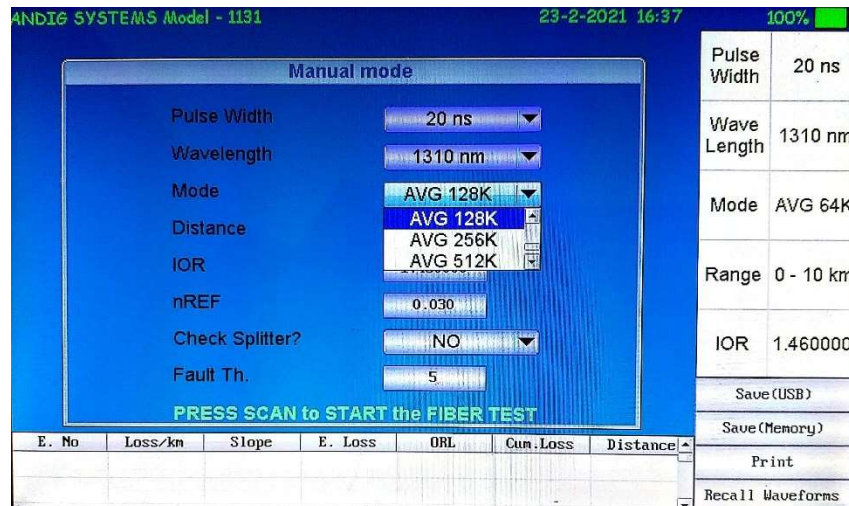 ANDIG SYSTEMS Model - 1131 23-2-2021 16:37 100%
Manual mode
Pulse Width 20 ns
Wavelength 1310 nm
Mode AVG 128K
AVG 128K
AVG 256K
AVG 512K
Distance
IOR
nREF 0.030
Check Splitter? NO
Fault Th. 5
PRESS SCAN to START the FIBER TEST
E. No Loss/km Slope E. Loss ORL Cum.Loss Distance
Pulse Width 20 ns
Wave Length 1310 nm
Mode AVG 64K
Range 0 - 10 km
IOR 1.460000
Save(USB)
Save(Memory)
Print
Recall Waveforms